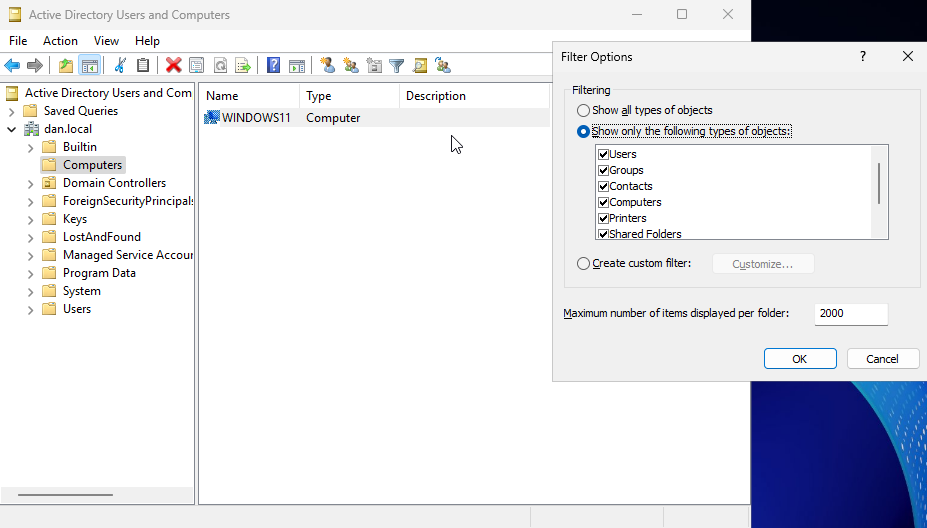 Active Directory Users and Computers
File Action View Help
Active Directory Users and Com
Saved Queries
dan.local
Builtin
Computers
Domain Controllers
ForeignSecurityPrincipals
Keys
LostAndFound
Managed Service Accour
Program Data
System
Users
Name Type Description
WINDOWS11 Computer
Filter Options
Filtering
Show all types of objects
Show only the following types of objects:
Users
Groups
Contacts
Computers
Printers
Shared Folders
Create custom filter:
Customize...
Maximum number of items displayed per folder:
2000
OK
Cancel